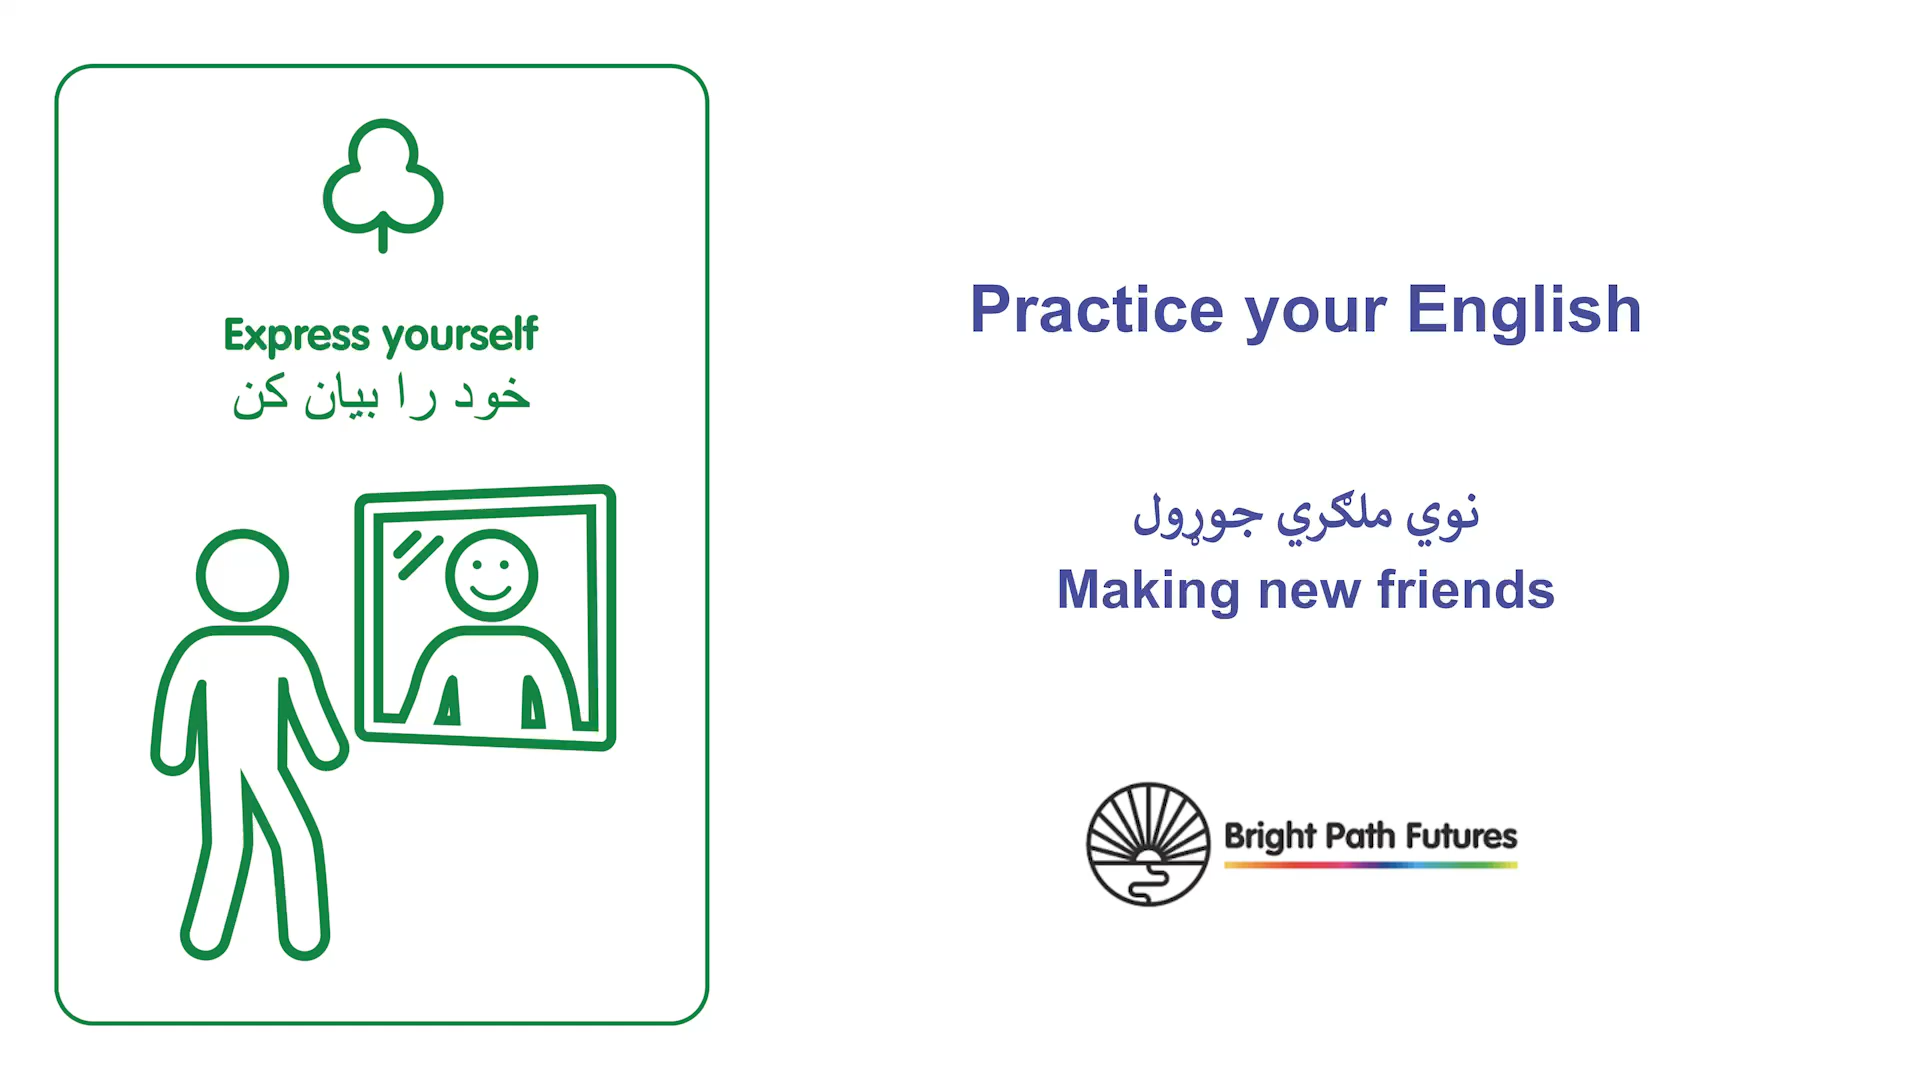 Express yourself
خود را بیان کن
Practice your English
نوي ملګري جوړول
Making new friends
Bright Path Futures